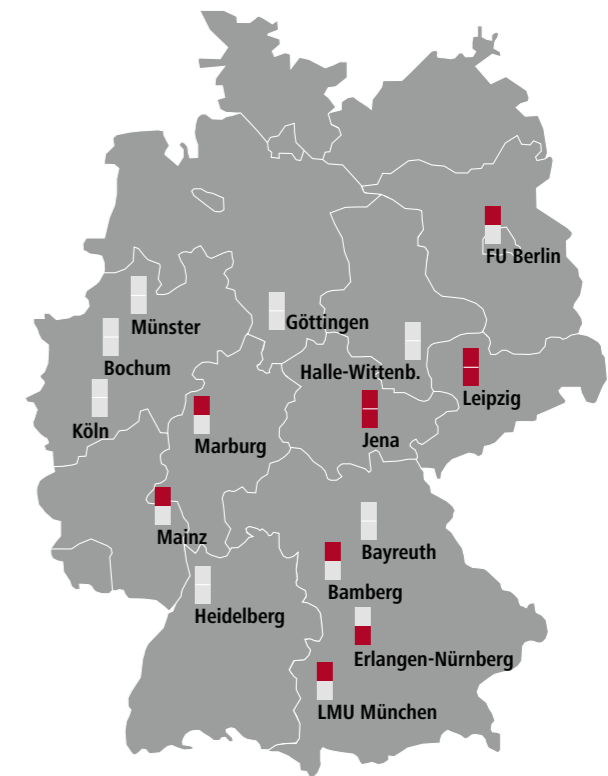 FU Berlin
Münster
Göttingen
Bochum
Halle-Wittenb.
Leipzig
Köln
Marburg
Jena
Mainz
Bayreuth
Bamberg
Heidelberg
Erlangen-Nürnberg
LMU München